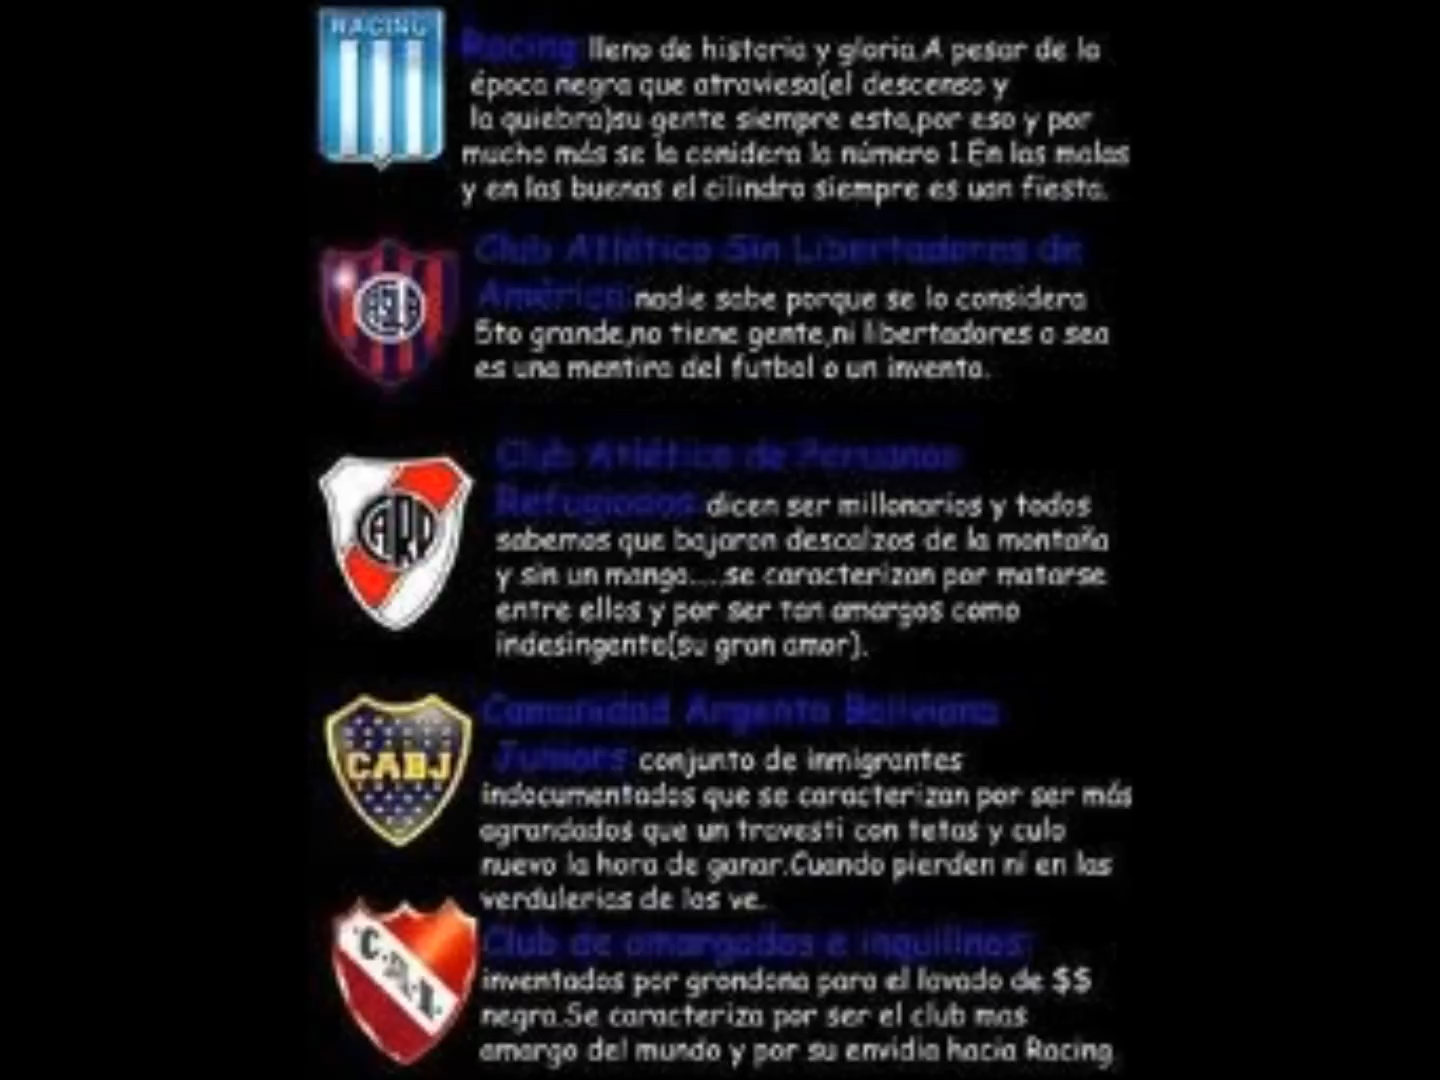 RACING
Racing lleno de historia y gloria.A pesar de la
época negra que atraviesa(el descenso y
la quiebra)su gente siempre esta,por eso y por
mucho más se la conidera la número 1.En las malas
y en las buenas el cilindro siempre es uan fiesta.
Club Atlético Sin Libertadores de
América nadie sabe porque se lo considera
5to grande,no tiene gente,ni libertadores o sea
es una mentira del futbal o un invento.
Club Atlético de Peruanos
Refugiados dicen ser millonarios y todos
sabemos que bajaron descalzos de la montaña
y sin un mango....se caracterizan por matarse
entre ellos y por ser tan amargos como
indesingente(su gran amor).
CARP
Comunidad Argento Boliviana
Juniors conjunto de inmigrantes
CABJ
indocumentados que se caracterizan por ser más
agrandados que un travesti con tetas y culo
nuevo la hora de ganar.Cuando pierden ni en las
verdulerias de los ve.
Club de amargados e inquilinos:
C.A.I.
inventados por grondona para el lavado de $$
negro.Se caracteriza por ser el club mas
amargo del mundo y por su envidia hacia Racing